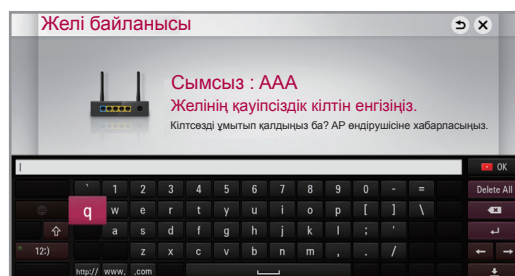 Желі байланысы
Сымсыз : AAA
Желінің қауіпсіздік кілтін енгізіңіз.
Кілтсөзді ұмытып қалдыңыз ба? AP өндірушісіне хабарласыңыз.
OK
` 1 2 3 4 5 6 7 8 9 0 - = Delete All
q w e r t y u i o p [ ] \
a s d f g h j k l ; '
12:) z x c v b n m , . /
http:// www, .com